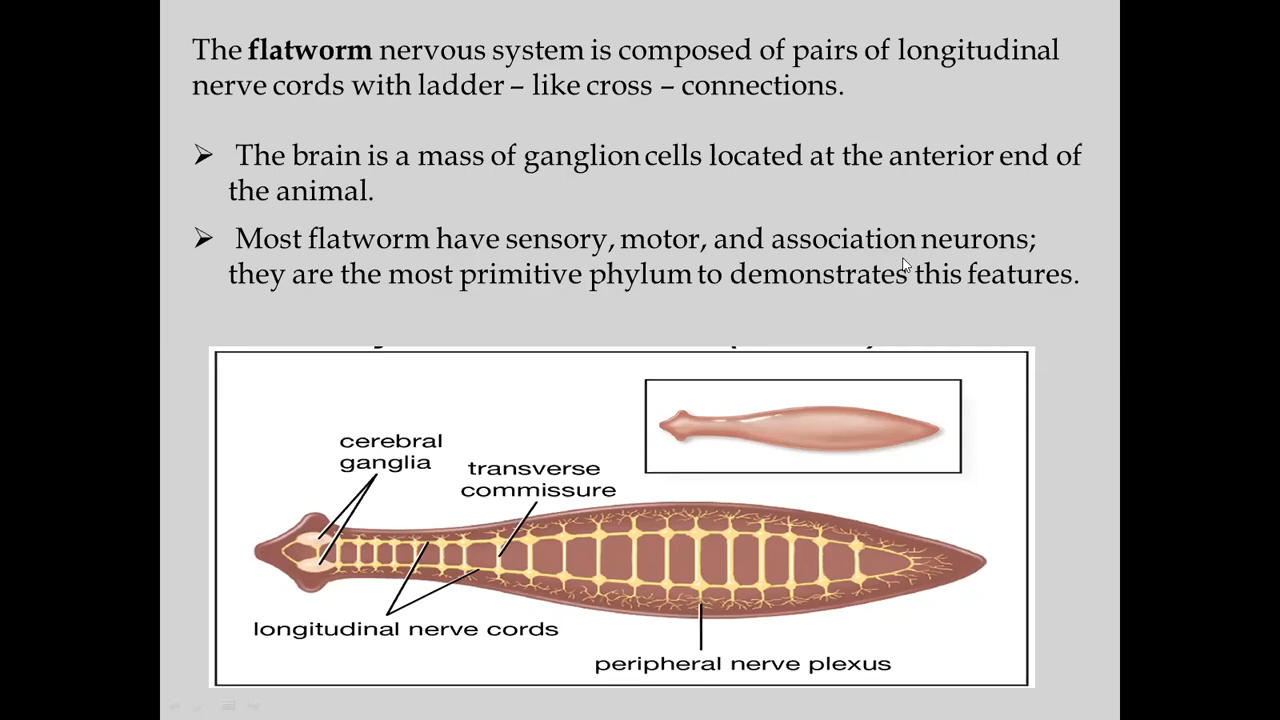 The flatworm nervous system is composed of pairs of longitudinal
nerve cords with ladder – like cross – connections.
➢ The brain is a mass of ganglion cells located at the anterior end of
the animal.
➢ Most flatworm have sensory, motor, and association neurons;
they are the most primitive phylum to demonstrates this features.
cerebral
ganglia
transverse
commissure
longitudinal nerve cords
peripheral nerve plexus